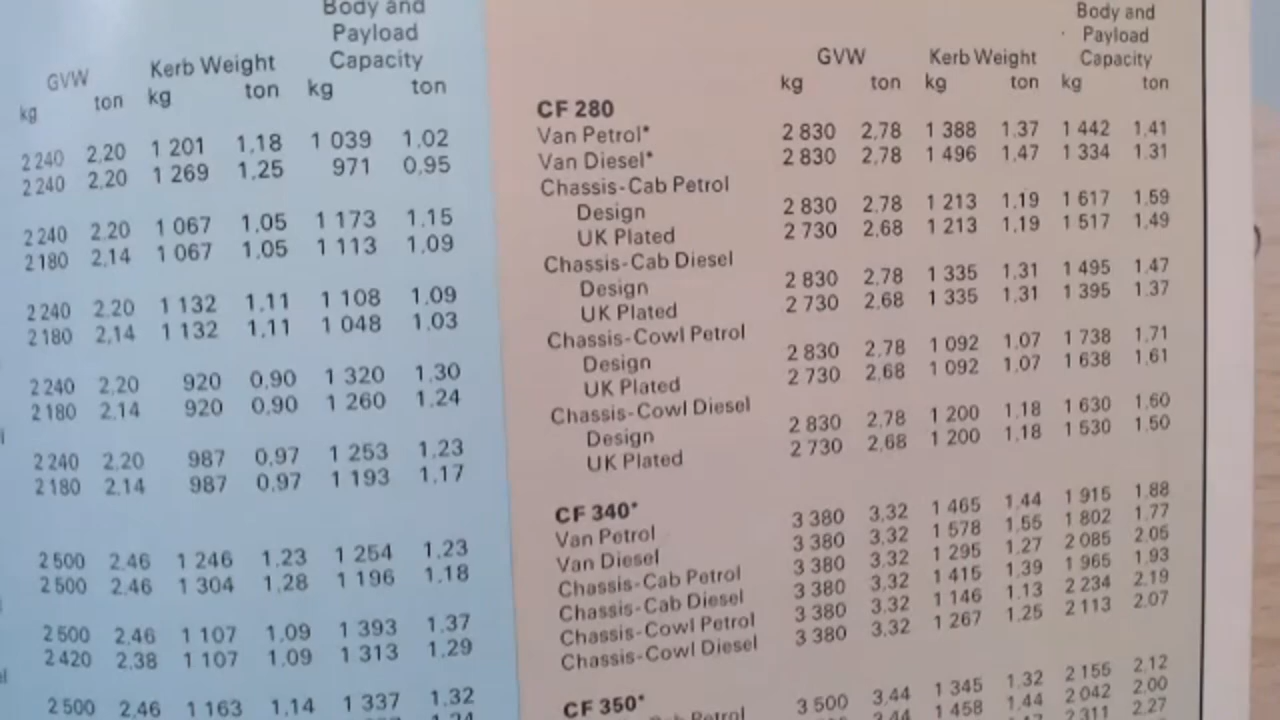 Body and
Payload
Capacity
GVW Kerb Weight
kg ton kg ton kg ton
2 240 2,20 1 201 1,18 1 039 1,02
2 240 2,20 1 269 1,25 971 0,95
2 240 2,20 1 067 1,05 1 173 1,15
2 180 2,14 1 067 1,05 1 113 1,09
2 240 2,20 1 132 1,11 1 108 1,09
2 180 2,14 1 132 1,11 1 048 1,03
2 240 2,20 920 0,90 1 320 1,30
2 180 2,14 920 0,90 1 260 1,24
2 240 2,20 987 0,97 1 253 1,23
2 180 2,14 987 0,97 1 193 1,17
2 500 2,46 1 246 1,23 1 254 1,23
2 500 2,46 1 304 1,28 1 196 1,18
2 500 2,46 1 107 1,09 1 393 1,37
2 420 2,38 1 107 1,09 1 313 1,29
2 500 2,46 1 163 1,14 1 337 1,32
Body and
Payload
GVW Kerb Weight Capacity
kg ton kg ton kg ton
CF 280
Van Petrol* 2 830 2,78 1 388 1,37 1 442 1,41
Van Diesel* 2 830 2,78 1 496 1,47 1 334 1,31
Chassis-Cab Petrol
Design 2 830 2,78 1 213 1,19 1 617 1,59
UK Plated 2 730 2,68 1 213 1,19 1 517 1,49
Chassis-Cab Diesel
Design 2 830 2,78 1 335 1,31 1 495 1,47
UK Plated 2 730 2,68 1 335 1,31 1 395 1,37
Chassis-Cowl Petrol
Design 2 830 2,78 1 092 1,07 1 738 1,71
UK Plated 2 730 2,68 1 092 1,07 1 638 1,61
Chassis-Cowl Diesel
Design 2 830 2,78 1 200 1,18 1 630 1,60
UK Plated 2 730 2,68 1 200 1,18 1 530 1,50
CF 340*
Van Petrol 3 380 3,32 1 465 1,44 1 915 1,88
Van Diesel 3 380 3,32 1 578 1,55 1 802 1,77
Chassis-Cab Petrol 3 380 3,32 1 295 1,27 2 085 2,05
Chassis-Cab Diesel 3 380 3,32 1 415 1,39 1 965 1,93
Chassis-Cowl Petrol 3 380 3,32 1 146 1,13 2 234 2,19
Chassis-Cowl Diesel 3 380 3,32 1 267 1,25 2 113 2,07
CF 350*
Petrol 3 500 3,44 1 345 1,32 2 155 2,12
3,44 1 458 1,44 2 042 2,00
2 311 2,27